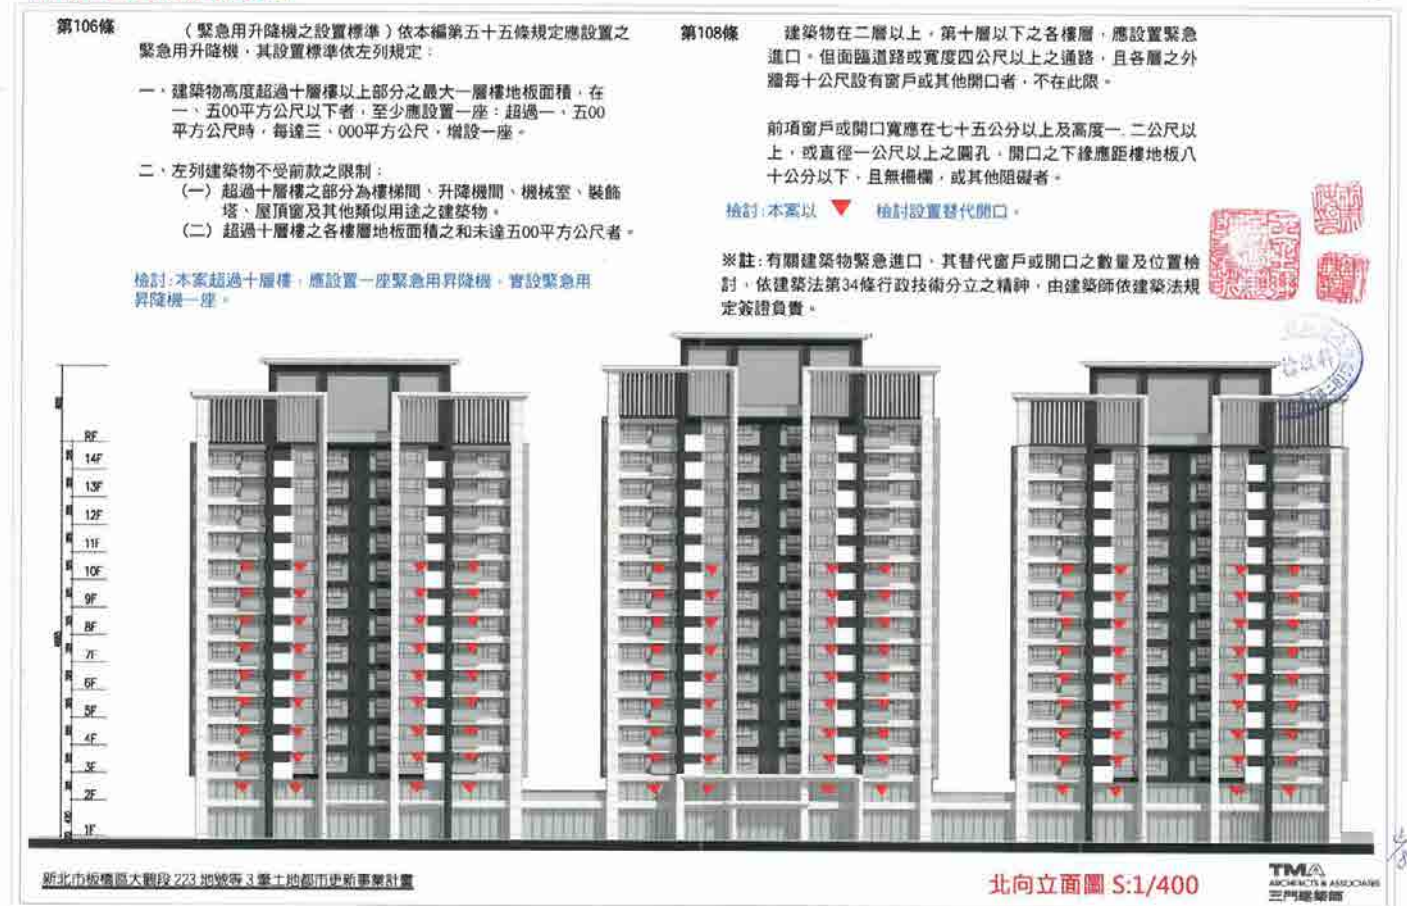 第106條 （緊急用升降機之設置標準）依本編第五十五條規定應設置之
緊急用升降機，其設置標準依左列規定：
一、建築物高度超過十層樓以上部分之最大一層樓地板面積，在
一、五00平方公尺以下者，至少應設置一座：超過一、五00
平方公尺時，每達三、000平方公尺，增設一座。
二、左列建築物不受前款之限制：
（一）超過十層樓之部分為樓梯間、升降機間、機械室、裝飾
塔、屋頂窗及其他類似用途之建築物。
（二）超過十層樓之各樓層地板面積之和未達五00平方公尺者。
檢討:本案超過十層樓，應設置一座緊急用昇降機，實設緊急用
昇降機一座。
第108條 建築物在二層以上，第十層以下之各樓層，應設置緊急
進口。但面臨道路或寬度四公尺以上之通路，且各層之外
牆每十公尺設有窗戶或其他開口者，不在此限。
前項窗戶或開口寬應在七十五公分以上及高度一.二公尺以
上，或直徑一公尺以上之圓孔，開口之下緣應距樓地板八
十公分以下，且無柵欄，或其他阻礙者。
檢討:本案以 ▼ 檢討設置替代開口。
※註:有關建築物緊急進口、其替代窗戶或開口之數量及位置檢
討，依建築法第34條行政技術分立之精神，由建築師依建築法規
定簽證負責。
RF
14F
13F
12F
11F
10F
9F
8F
7F
6F
5F
4F
3F
2F
1F
新北市板橋區大觀段 223 地號等 3 筆土地都市更新事業計畫
北向立面圖 S:1/400
TMA
ARCHITECTS & ASSOCIATES
三門建築師